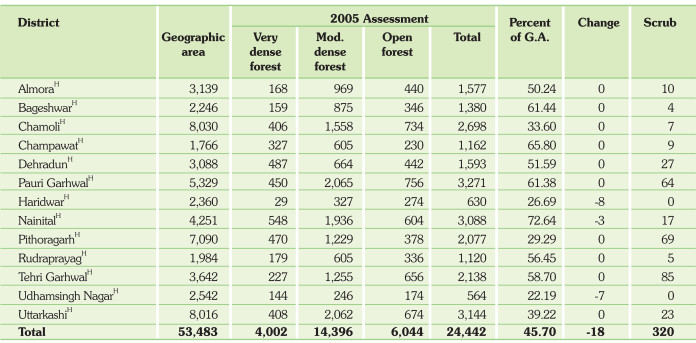 District Geographic area 2005 Assessment Very dense forest Mod. dense forest Open forest Total Percent of G.A. Change Scrub
Almora^H 3,139 168 969 440 1,577 50.24 0 10
Bageshwar^H 2,246 159 875 346 1,380 61.44 0 4
Chamoli^H 8,030 406 1,558 734 2,698 33.60 0 7
Champawat^H 1,766 327 605 230 1,162 65.80 0 9
Dehradun^H 3,088 487 664 442 1,593 51.59 0 27
Pauri Garhwal^H 5,329 450 2,065 756 3,271 61.38 0 64
Haridwar^H 2,360 29 327 274 630 26.69 -8 0
Nainital^H 4,251 548 1,936 604 3,088 72.64 -3 17
Pithoragarh^H 7,090 470 1,229 378 2,077 29.29 0 69
Rudraprayag^H 1,984 179 605 336 1,120 56.45 0 5
Tehri Garhwal^H 3,642 227 1,255 656 2,138 58.70 0 85
Udhamsingh Nagar^H 2,542 144 246 174 564 22.19 -7 0
Uttarkashi^H 8,016 408 2,062 674 3,144 39.22 0 23
Total 53,483 4,002 14,396 6,044 24,442 45.70 -18 320